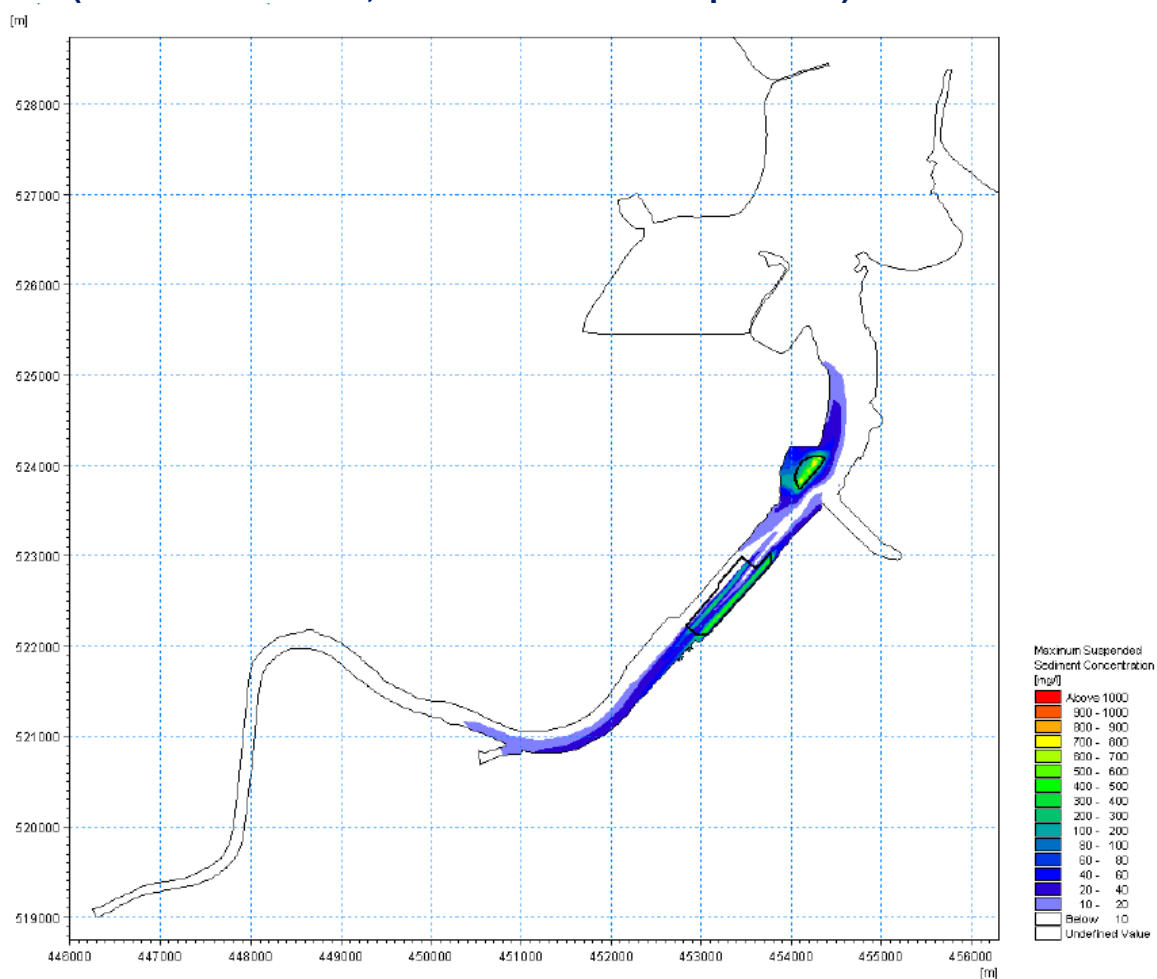 [m]
528000
527000
526000
525000
524000
523000
522000
521000
520000
519000
446000 447000 448000 449000 450000 451000 452000 453000 454000 455000 456000
[m]
Maximum Suspended
Sediment Concentration
[mg/l]
Above 1000
900 - 1000
800 - 900
700 - 800
600 - 700
500 - 600
400 - 500
300 - 400
200 - 300
100 - 200
80 - 100
60 - 80
40 - 60
20 - 40
10 - 20
Below 10
Undefined Value